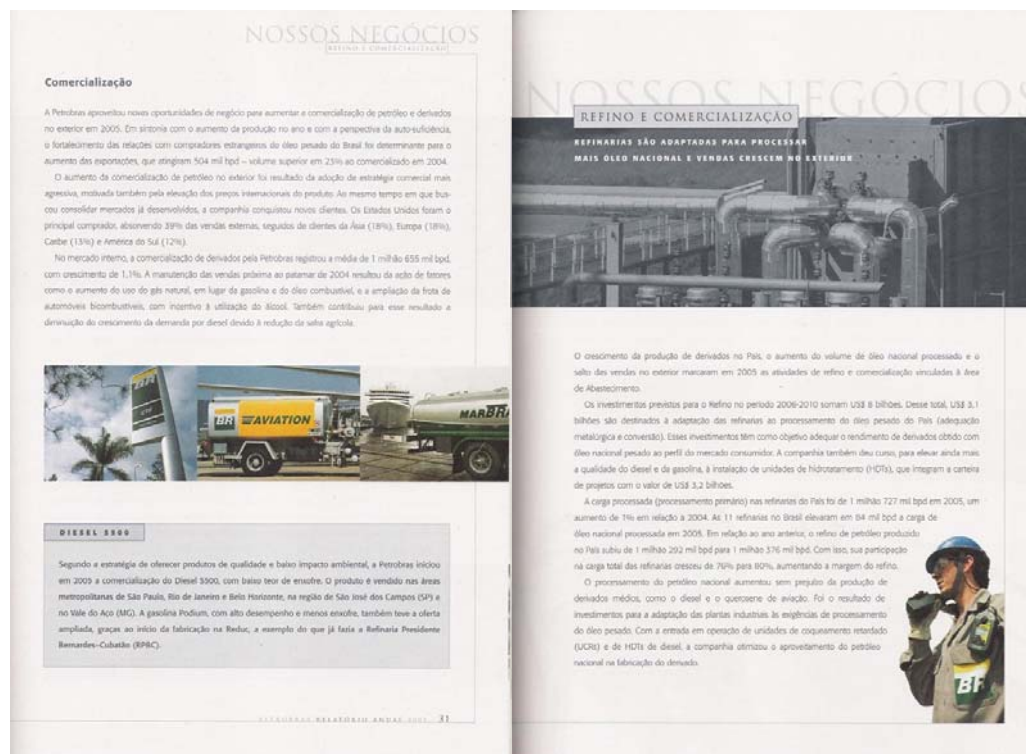 NOSSOS NEGÓCIOS
REFINO E COMERCIALIZAÇÃO
Comercialização
A Petrobras aproveitou novas oportunidades de negócio para aumentar a comercialização de petróleo e derivados
no exterior em 2005. Em sintonia com o aumento da produção no ano e com a perspectiva da auto-suficiência,
o fortalecimento das relações com compradores estrangeiros do óleo pesado do Brasil foi determinante para o
aumento das exportações, que atingiram 504 mil bpd – volume superior em 23% ao comercializado em 2004.
O aumento da comercialização de petróleo no exterior foi resultado da adoção de estratégia comercial mais
agressiva, motivada também pela elevação dos preços internacionais do produto. Ao mesmo tempo em que bus-
cou consolidar mercados já desenvolvidos, a companhia conquistou novos clientes. Os Estados Unidos foram o
principal comprador, absorvendo 39% das vendas externas, seguidos de clientes da Ásia (18%), Europa (18%),
Caribe (13%) e América do Sul (12%).
No mercado interno, a comercialização de derivados pela Petrobras registrou a média de 1 milhão 655 mil bpd,
com crescimento de 1,1%. A manutenção das vendas próxima ao patamar de 2004 resultou da ação de fatores
como o aumento do uso do gás natural, em lugar da gasolina e do óleo combustível, e a ampliação da frota de
automóveis bicombustíveis, com incentivo à utilização do álcool. Também contribuiu para esse resultado a
diminuição do crescimento da demanda por diesel devido à redução da safra agrícola.
BR AVIATION
MARBRA
DIESEL S500
Segundo a estratégia de oferecer produtos de qualidade e baixo impacto ambiental, a Petrobras iniciou
em 2005 a comercialização do Diesel S500, com baixo teor de enxofre. O produto é vendido nas áreas
metropolitanas de São Paulo, Rio de Janeiro e Belo Horizonte, na região de São José dos Campos (SP) e
no Vale do Aço (MG). A gasolina Podium, com alto desempenho e menos enxofre, também teve a oferta
ampliada, graças ao início da fabricação na Reduc, a exemplo do que já fazia a Refinaria Presidente
Bernardes–Cubatão (RPBC).
PETROBRAS RELATÓRIO ANUAL 2005 31
NOSSOS NEGÓCIOS
REFINO E COMERCIALIZAÇÃO
REFINARIAS SÃO ADAPTADAS PARA PROCESSAR
MAIS ÓLEO NACIONAL E VENDAS CRESCEM NO EXTERIOR
O crescimento da produção de derivados no País, o aumento do volume de óleo nacional processado e o
salto das vendas no exterior marcaram em 2005 as atividades de refino e comercialização vinculadas à área
de Abastecimento.
Os investimentos previstos para o Refino no período 2006-2010 somam US$ 8 bilhões. Desse total, US$ 3,1
bilhões são destinados à adaptação das refinarias ao processamento do óleo pesado do País (adequação
metalúrgica e conversão). Esses investimentos têm como objetivo adequar o rendimento de derivados obtido com
óleo nacional pesado ao perfil do mercado consumidor. A companhia também deu curso, para elevar ainda mais
a qualidade do diesel e da gasolina, à instalação de unidades de hidrotratamento (HDTs), que integram a carteira
de projetos com o valor de US$ 3,2 bilhões.
A carga processada (processamento primário) nas refinarias do País foi de 1 milhão 727 mil bpd em 2005, um
aumento de 1% em relação a 2004. As 11 refinarias no Brasil elevaram em 84 mil bpd a carga de
óleo nacional processada em 2005. Em relação ao ano anterior, o refino de petróleo produzido
no País subiu de 1 milhão 292 mil bpd para 1 milhão 376 mil bpd. Com isso, sua participação
na carga total das refinarias cresceu de 76% para 80%, aumentando a margem do refino.
O processamento do petróleo nacional aumentou sem prejuízo da produção de
derivados médios, como o diesel e o querosene de aviação. Foi o resultado de
investimentos para a adaptação das plantas industriais às exigências de processamento
do óleo pesado. Com a entrada em operação de unidades de coqueamento retardado
(UCRs) e de HDTs de diesel, a companhia otimizou o aproveitamento do petróleo
nacional na fabricação do derivado.
BR